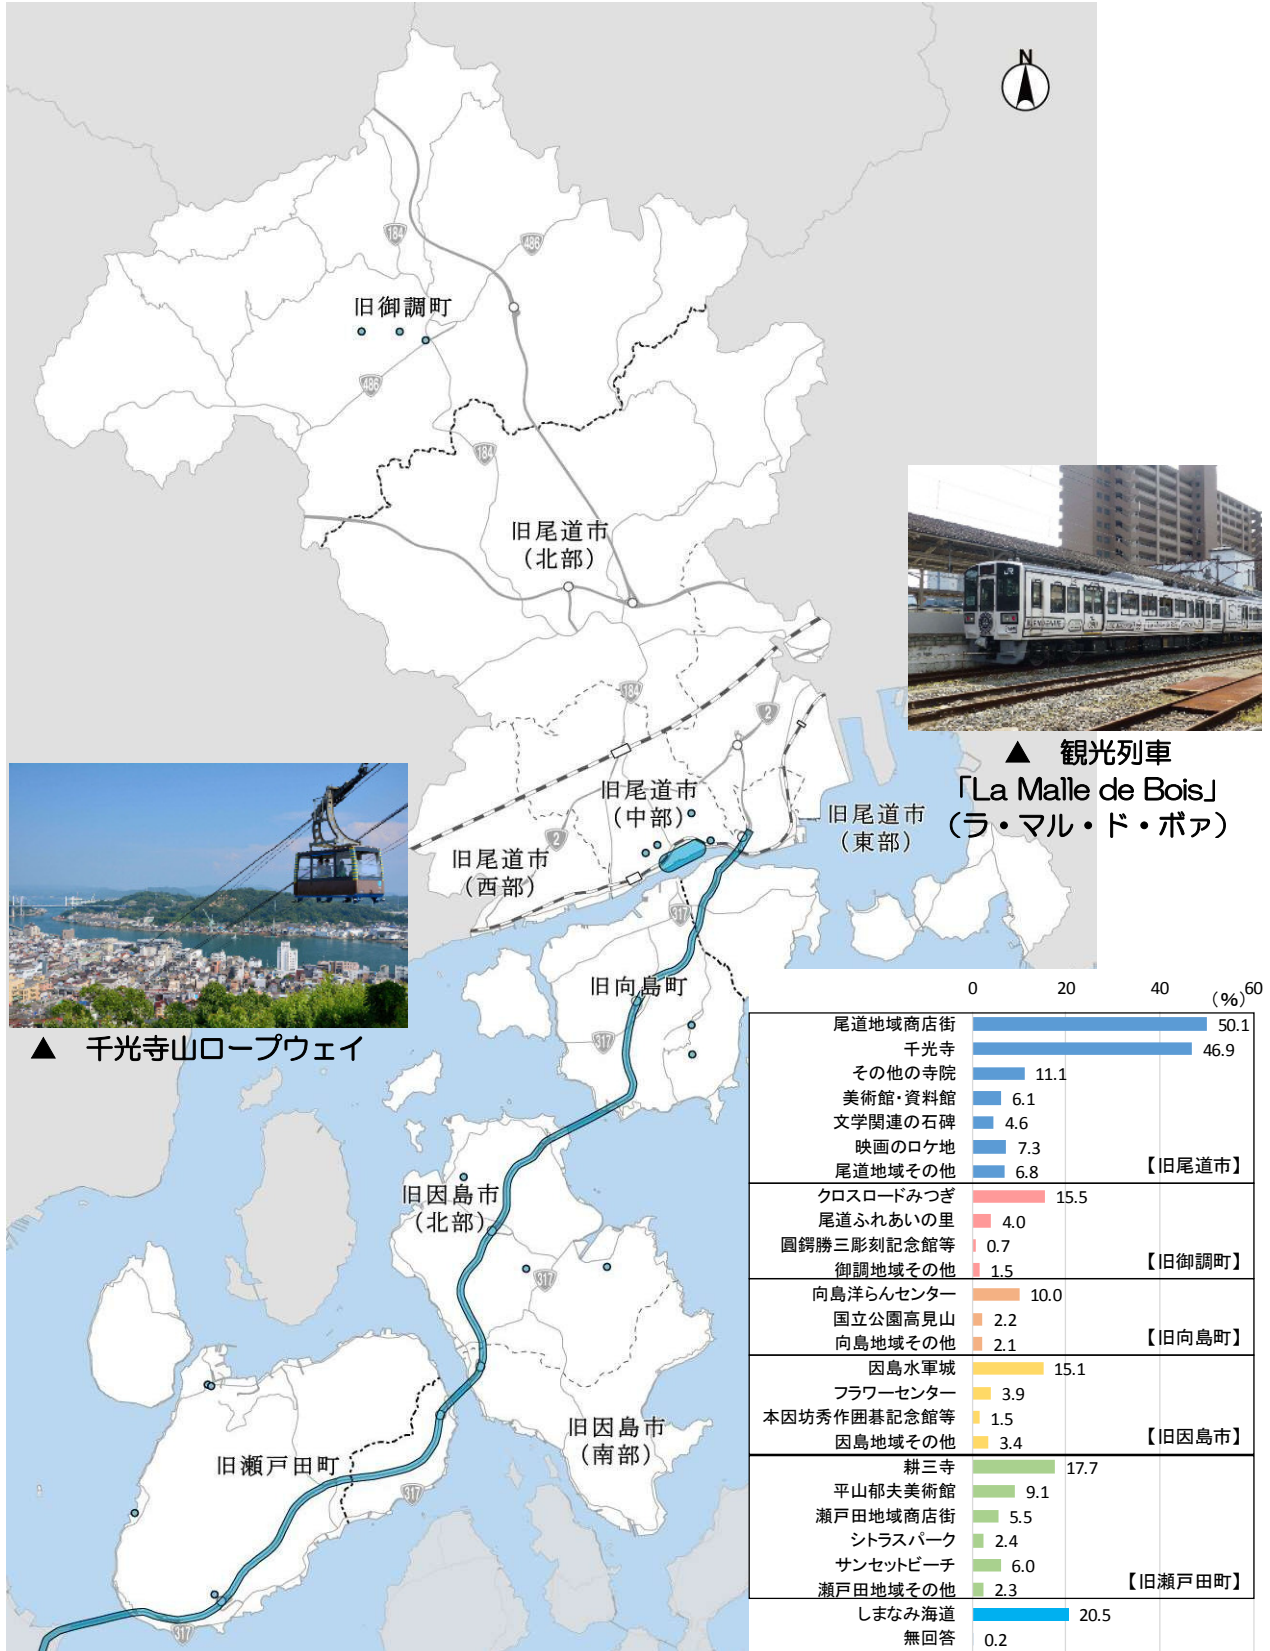 N
184
486
旧御調町
486
184
旧尾道市
（北部）
184
2
▲　観光列車
「La Malle de Bois」
（ラ・マル・ド・ボァ）
旧尾道市
（中部）
旧尾道市
（東部）
2
旧尾道市
（西部）
317
旧向島町
317
▲　千光寺山ロープウェイ
旧因島市
（北部）
317
旧因島市
（南部）
旧瀬戸田町
317
317
0 20 40 60
（%）
尾道地域商店街 50.1
千光寺 46.9
その他の寺院 11.1
美術館・資料館 6.1
文学関連の石碑 4.6
映画のロケ地 7.3
尾道地域その他 6.8
【旧尾道市】
クロスロードみつぎ 15.5
尾道ふれあいの里 4.0
圓鍔勝三彫刻記念館等 0.7
御調地域その他 1.5
【旧御調町】
向島洋らんセンター 10.0
国立公園高見山 2.2
向島地域その他 2.1
【旧向島町】
因島水軍城 15.1
フラワーセンター 3.9
本因坊秀作囲碁記念館等 1.5
因島地域その他 3.4
【旧因島市】
耕三寺 17.7
平山郁夫美術館 9.1
瀬戸田地域商店街 5.5
シトラスパーク 2.4
サンセットビーチ 6.0
瀬戸田地域その他 2.3
【旧瀬戸田町】
しまなみ海道 20.5
無回答 0.2